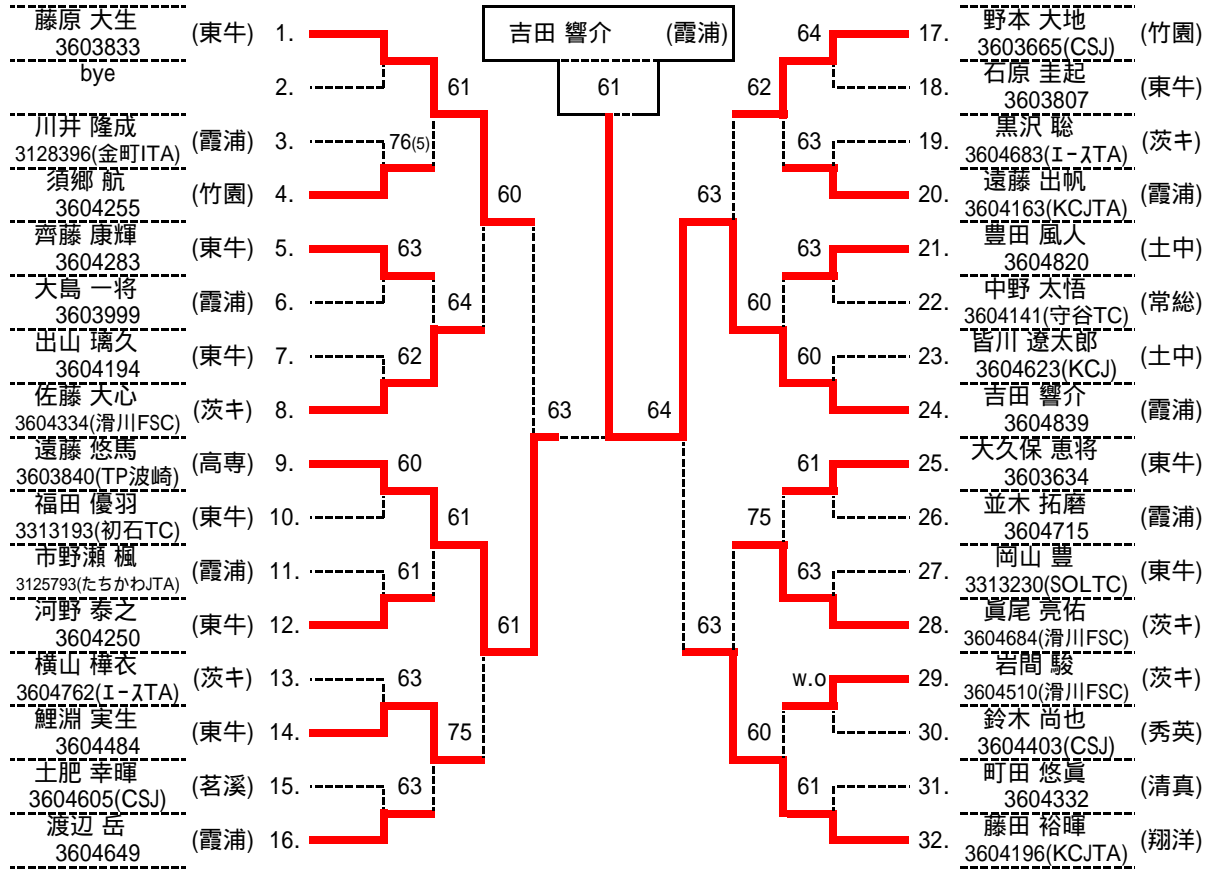 吉田 響介 (霞浦)
61
藤原 大生
3603833
(東牛) 1.
bye
2.
川井 隆成
3128396(金町ITA)
(霞浦) 3.
須郷 航
3604255
(竹園) 4.
齊藤 康輝
3604283
(東牛) 5.
大島 一将
3603999
(霞浦) 6.
出山 璃久
3604194
(東牛) 7.
佐藤 大心
3604334(滑川FSC)
(茨キ) 8.
遠藤 悠馬
3603840(TP波崎)
(高専) 9.
福田 優羽
3313193(初石TC)
(東牛) 10.
市野瀬 楓
3125793(たちかわJTA)
(霞浦) 11.
河野 泰之
3604250
(東牛) 12.
横山 樺衣
3604762(エースTA)
(茨キ) 13.
鯉淵 実生
3604484
(東牛) 14.
土肥 幸暉
3604605(CSJ)
(茗溪) 15.
渡辺 岳
3604649
(霞浦) 16.
76(5)
63
62
60
61
63
63
61
64
61
75
60
61
63
64
63
63
62
60
75
60
64
63
63
60
61
63
w.o
61
17.
野本 大地
3603665(CSJ)
(竹園)
18.
石原 圭起
3603807
(東牛)
19.
黒沢 聡
3604683(エースTA)
(茨キ)
20.
遠藤 出帆
3604163(KCJTA)
(霞浦)
21.
豊田 風人
3604820
(土中)
22.
中野 太悟
3604141(守谷TC)
(常総)
23.
皆川 遼太郎
3604623(KCJ)
(土中)
24.
吉田 響介
3604839
(霞浦)
25.
大久保 恵将
3603634
(東牛)
26.
並木 拓磨
3604715
(霞浦)
27.
岡山 豊
3313230(SOLTC)
(東牛)
28.
眞尾 亮佑
3604684(滑川FSC)
(茨キ)
29.
岩間 駿
3604510(滑川FSC)
(茨キ)
30.
鈴木 尚也
3604403(CSJ)
(秀英)
31.
町田 悠眞
3604332
(清真)
32.
藤田 裕暉
3604196(KCJTA)
(翔洋)